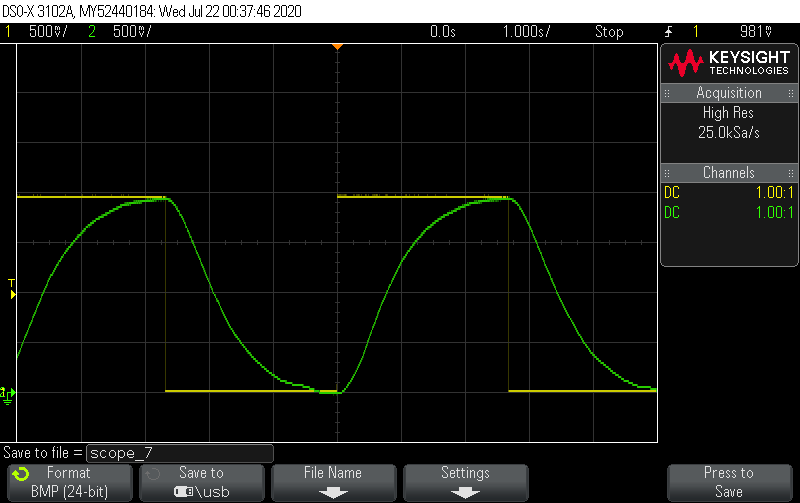 DSO-X 3102A, MY52440184: Wed Jul 22 00:37:46 2020
1 500mV/ 2 500mV/ 0.0s 1.000s/ Stop 1 981mV
KEYSIGHT
TECHNOLOGIES
Acquisition
High Res
25.0kSa/s
Channels
DC 1.00:1
DC 1.00:1
T
Save to file = scope_7
Format
BMP (24-bit)
Save to
\usb
File Name
Settings
Press to
Save